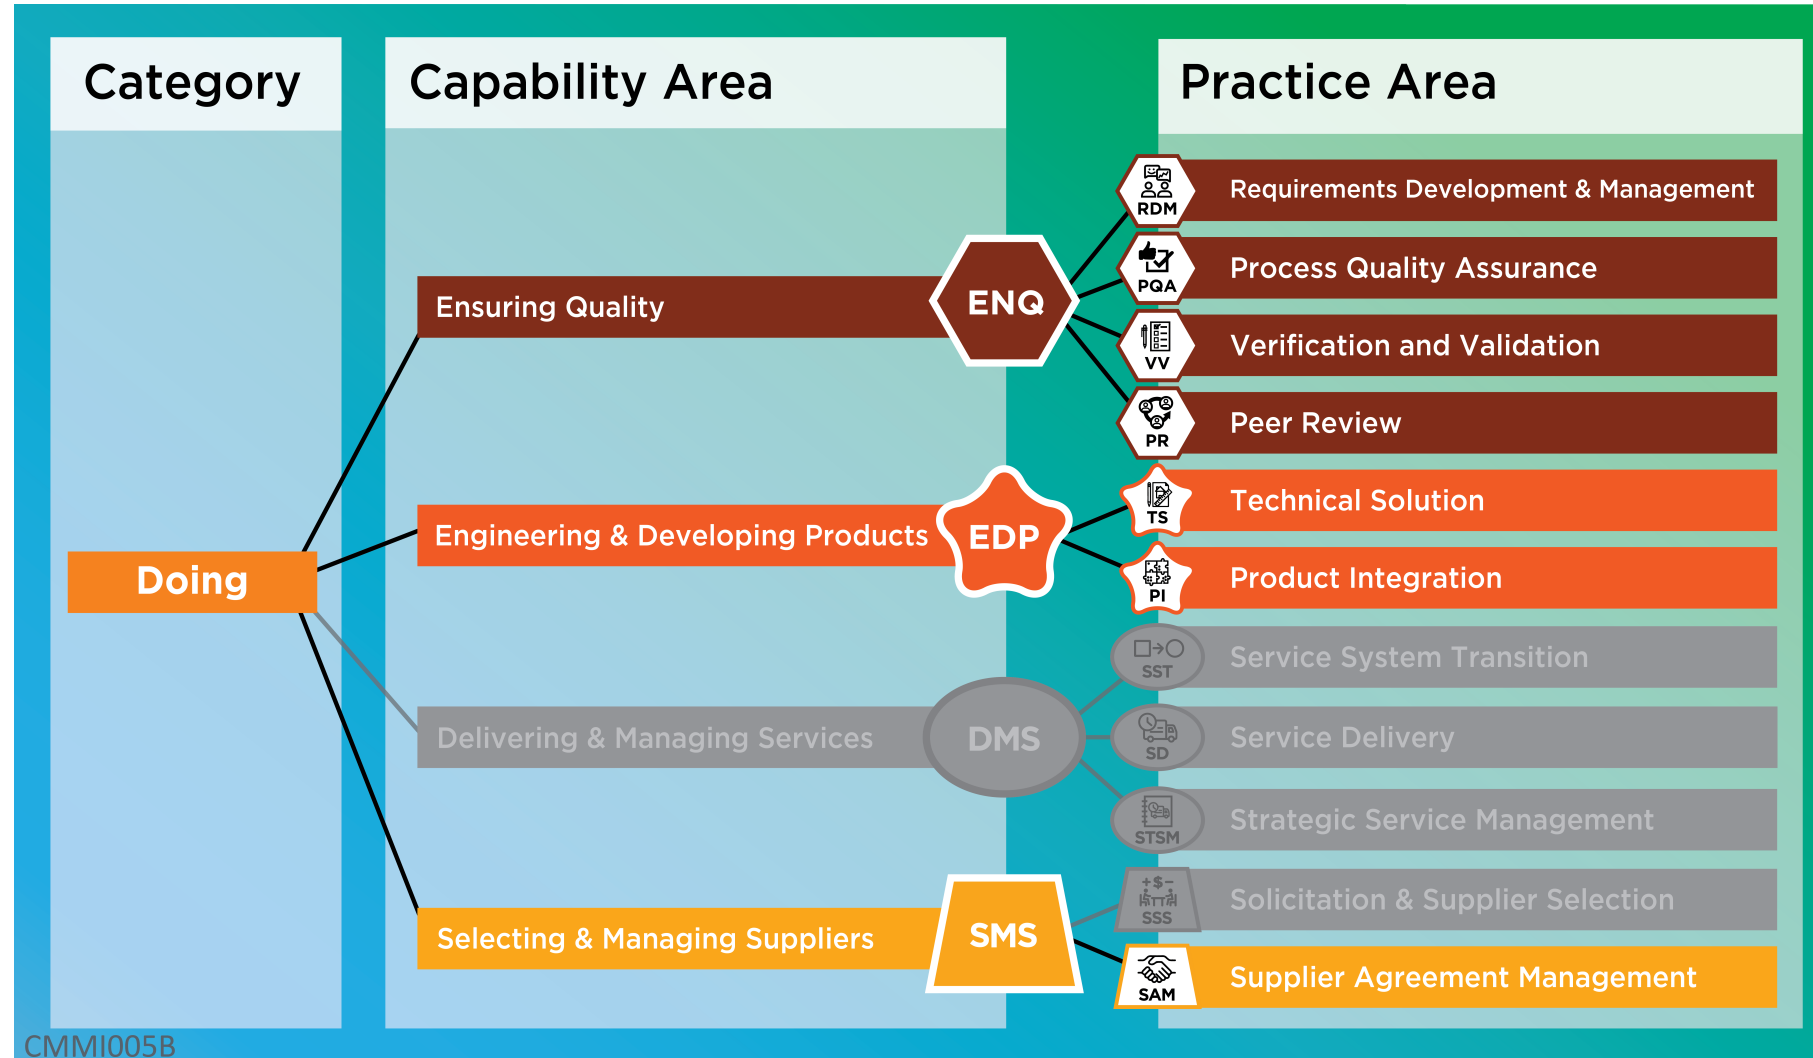 Category
Capability Area
Practice Area
RDM
Requirements Development & Management
PQA
Process Quality Assurance
Ensuring Quality
ENQ
VV
Verification and Validation
PR
Peer Review
TS
Technical Solution
Engineering & Developing Products
EDP
PI
Product Integration
Doing
SST
Service System Transition
Delivering & Managing Services
DMS
SD
Service Delivery
STSM
Strategic Service Management
+$-
SSS
Solicitation & Supplier Selection
Selecting & Managing Suppliers
SMS
SAM
Supplier Agreement Management
CMMI005B